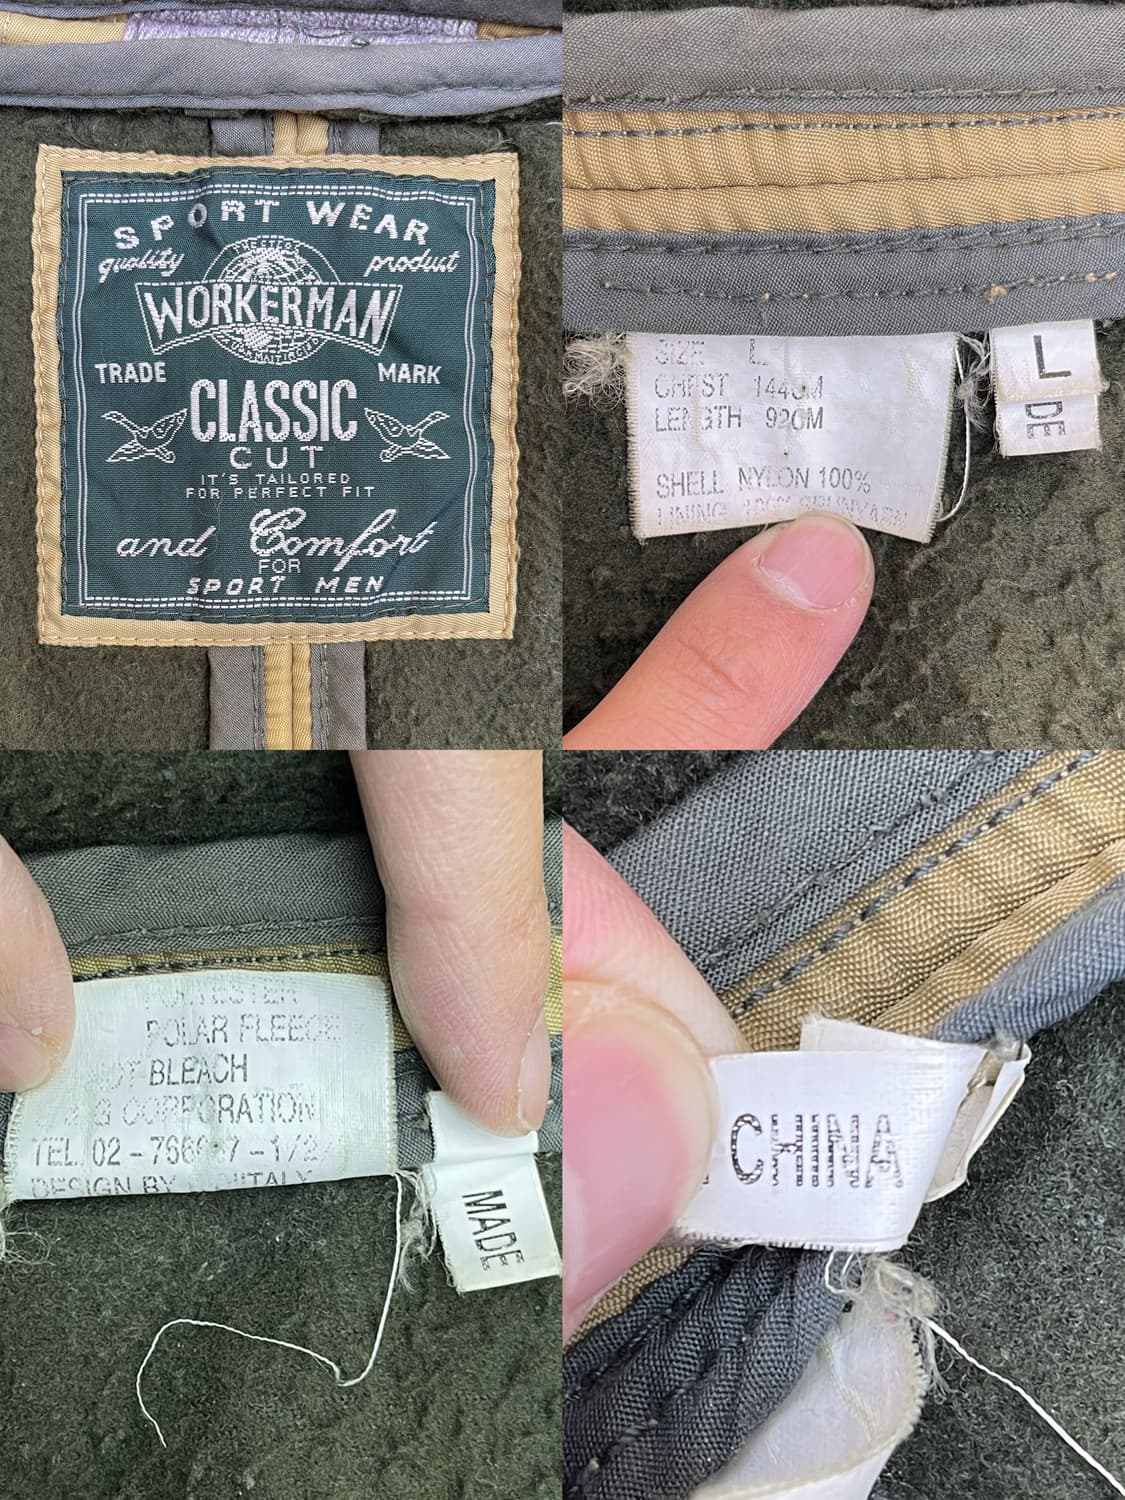 SPORT WEAR
quality product
WORKERMAN
TRADE MARK
CLASSIC
CUT
IT'S TAILORED
FOR PERFECT FIT
and Comfort
FOR
SPORT MEN
SIZE L
CHEST 144CM
LENGTH 92CM
SHELL NYLON 100%
LINING 100%
L
DE
POLAR FLEECE
BLEACH
CORPORATION
TEL. 02
DESIGN BY
MADE
CHINA